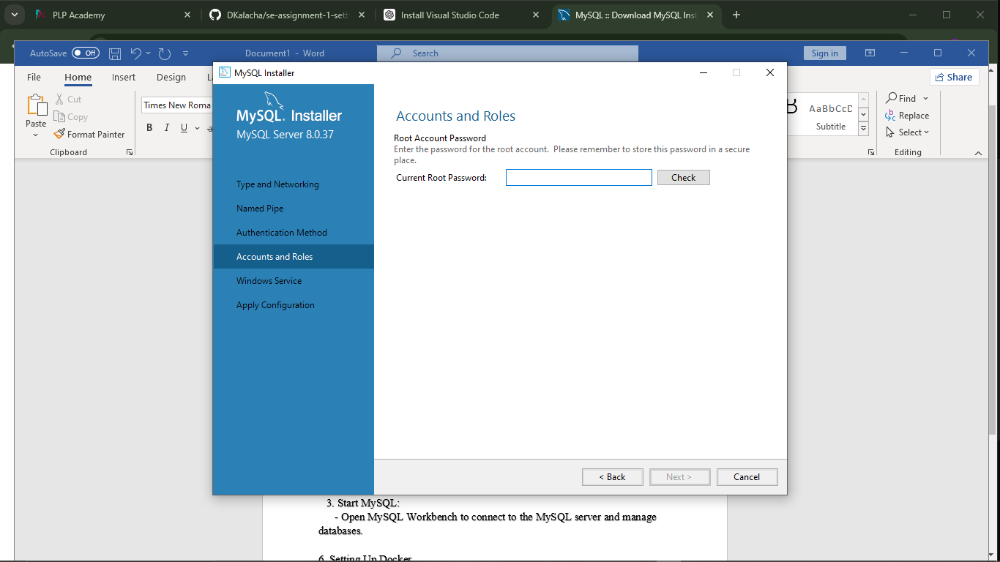 PLP Academy
DKalacha/se-assignment-1-sett
Install Visual Studio Code
MySQL :: Download MySQL Inst
AutoSave Off
Document1 - Word
Search
Sign in
File Home Insert Design
Share
Paste
Cut
Copy
Format Painter
Clipboard
Times New Roma
B I U
AaBbCcD
Subtitle
Find
Replace
Select
Editing
MySQL Installer
MySQL. Installer
MySQL Server 8.0.37
Type and Networking
Named Pipe
Authentication Method
Accounts and Roles
Windows Service
Apply Configuration
Accounts and Roles
Root Account Password
Enter the password for the root account. Please remember to store this password in a secure
place.
Current Root Password:
Check
< Back
Next >
Cancel
3. Start MySQL:
- Open MySQL Workbench to connect to the MySQL server and manage
databases.
6. Setting Up Docker